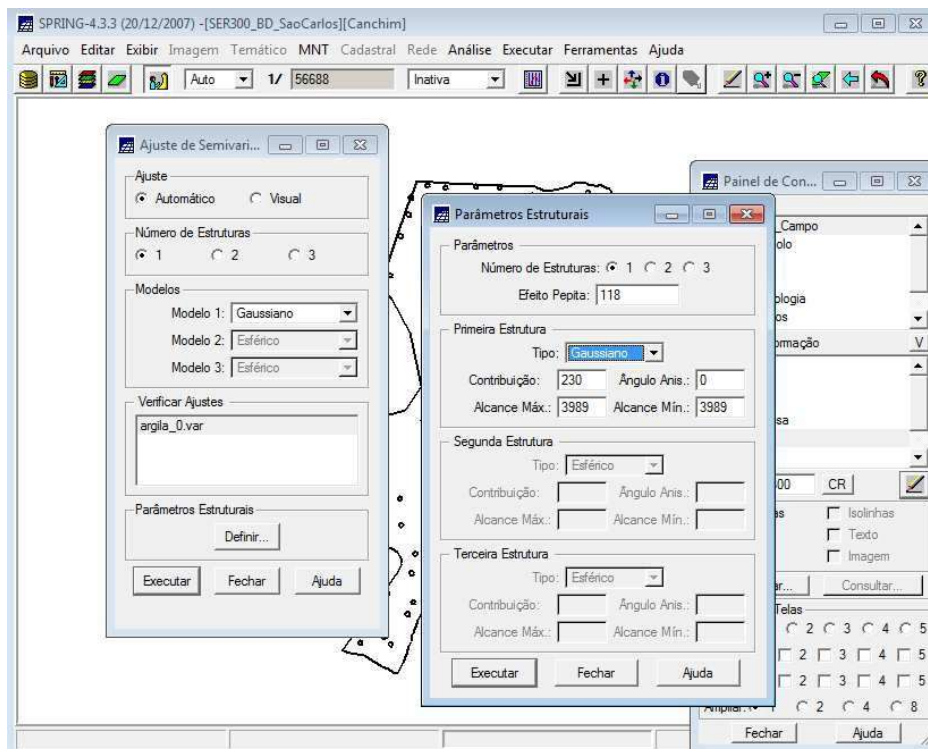 SPRING-4.3.3 (20/12/2007) -[SER300_BD_SaoCarlos][Canchim]
Arquivo Editar Exibir Imagem Temático MNT Cadastral Rede Análise Executar Ferramentas Ajuda
Auto 1/ 56688 Inativa
Ajuste de Semivari...
Ajuste
Automático Visual
Número de Estruturas
1 2 3
Modelos
Modelo 1: Gaussiano
Modelo 2: Esférico
Modelo 3: Esférico
Verificar Ajustes
argila_0.var
Parâmetros Estruturais
Definir...
Executar Fechar Ajuda
Parâmetros Estruturais
Parâmetros
Número de Estruturas: 1 2 3
Efeito Pepita: 118
Primeira Estrutura
Tipo: Gaussiano
Contribuição: 230 Ângulo Anis.: 0
Alcance Máx.: 3989 Alcance Mín.: 3989
Segunda Estrutura
Tipo: Esférico
Contribuição: Ângulo Anis.:
Alcance Máx.: Alcance Mín.:
Terceira Estrutura
Tipo: Esférico
Contribuição: Ângulo Anis.:
Alcance Máx.: Alcance Mín.:
Executar Fechar Ajuda
Painel de Con...
_Campo
olo
ologia
os
ormação V
sa
00 CR
as Isolinhas
Texto
Imagem
ar... Consultar...
Telas
2 3 4 5
2 3 4 5
2 3 4 5
Ampliar: 1 2 4 8
Fechar Ajuda